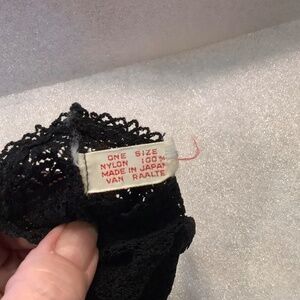 ONE SIZE
NYLON 100%
MADE IN JAPAN
VAN RAALTE